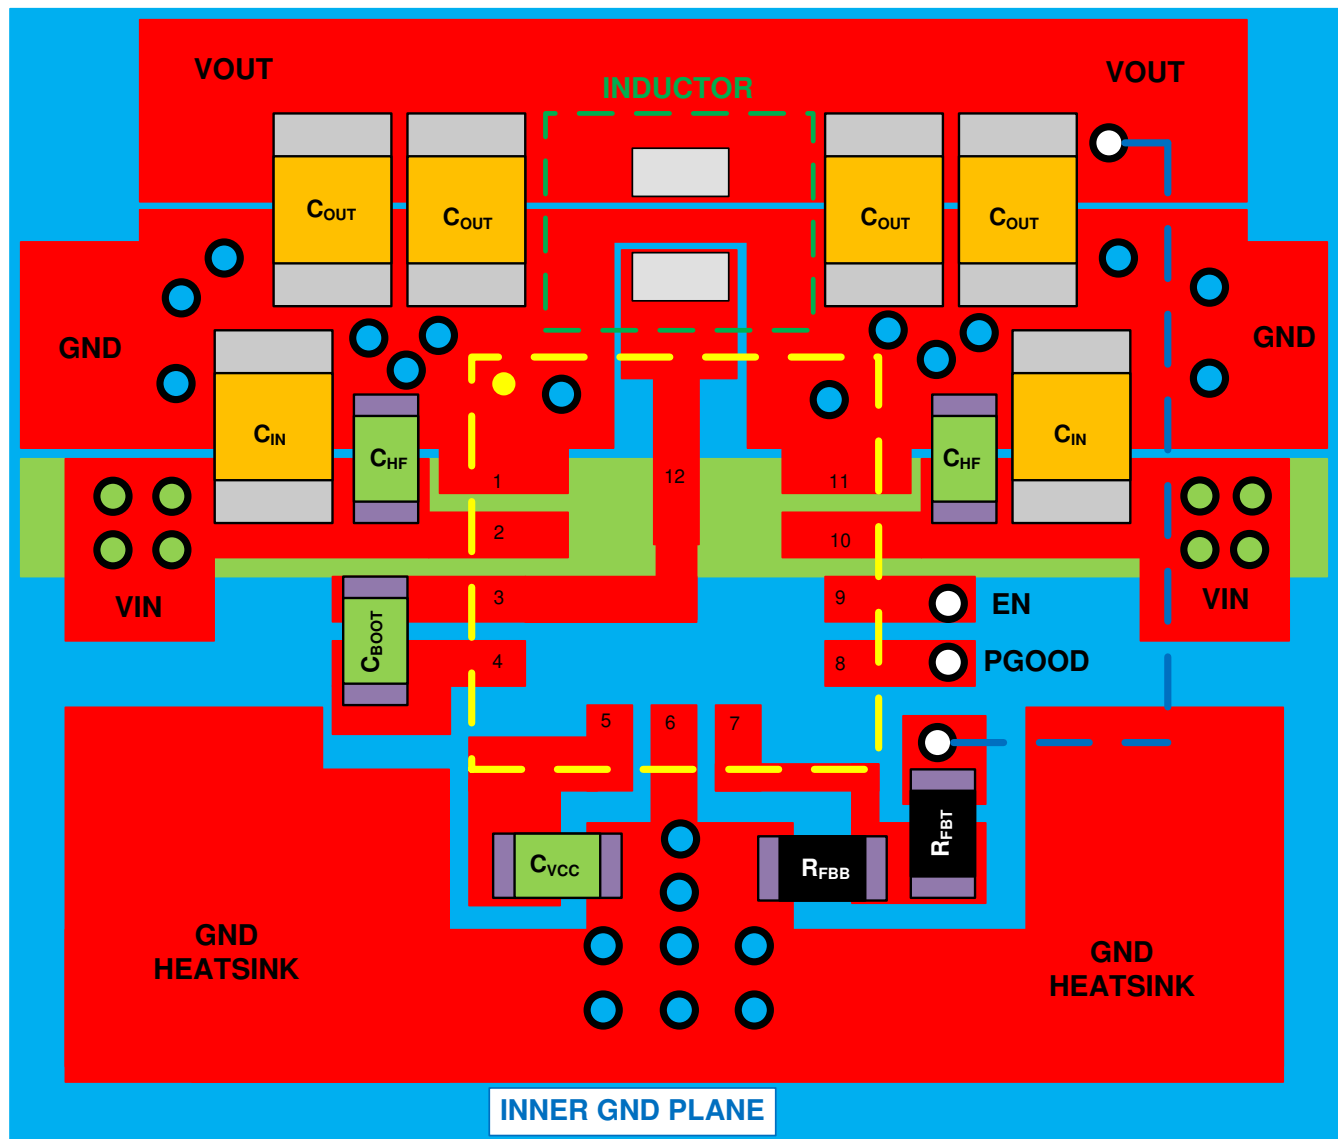 VOUT
INDUCTOR
VOUT
COUT
COUT
COUT
COUT
GND
GND
CIN
CHF
CHF
CIN
1
12
11
2
10
VIN
3
9
EN
VIN
CBOOT
4
8
PGOOD
5
6
7
RFBT
CVCC
RFBB
GND
HEATSINK
GND
HEATSINK
INNER GND PLANE